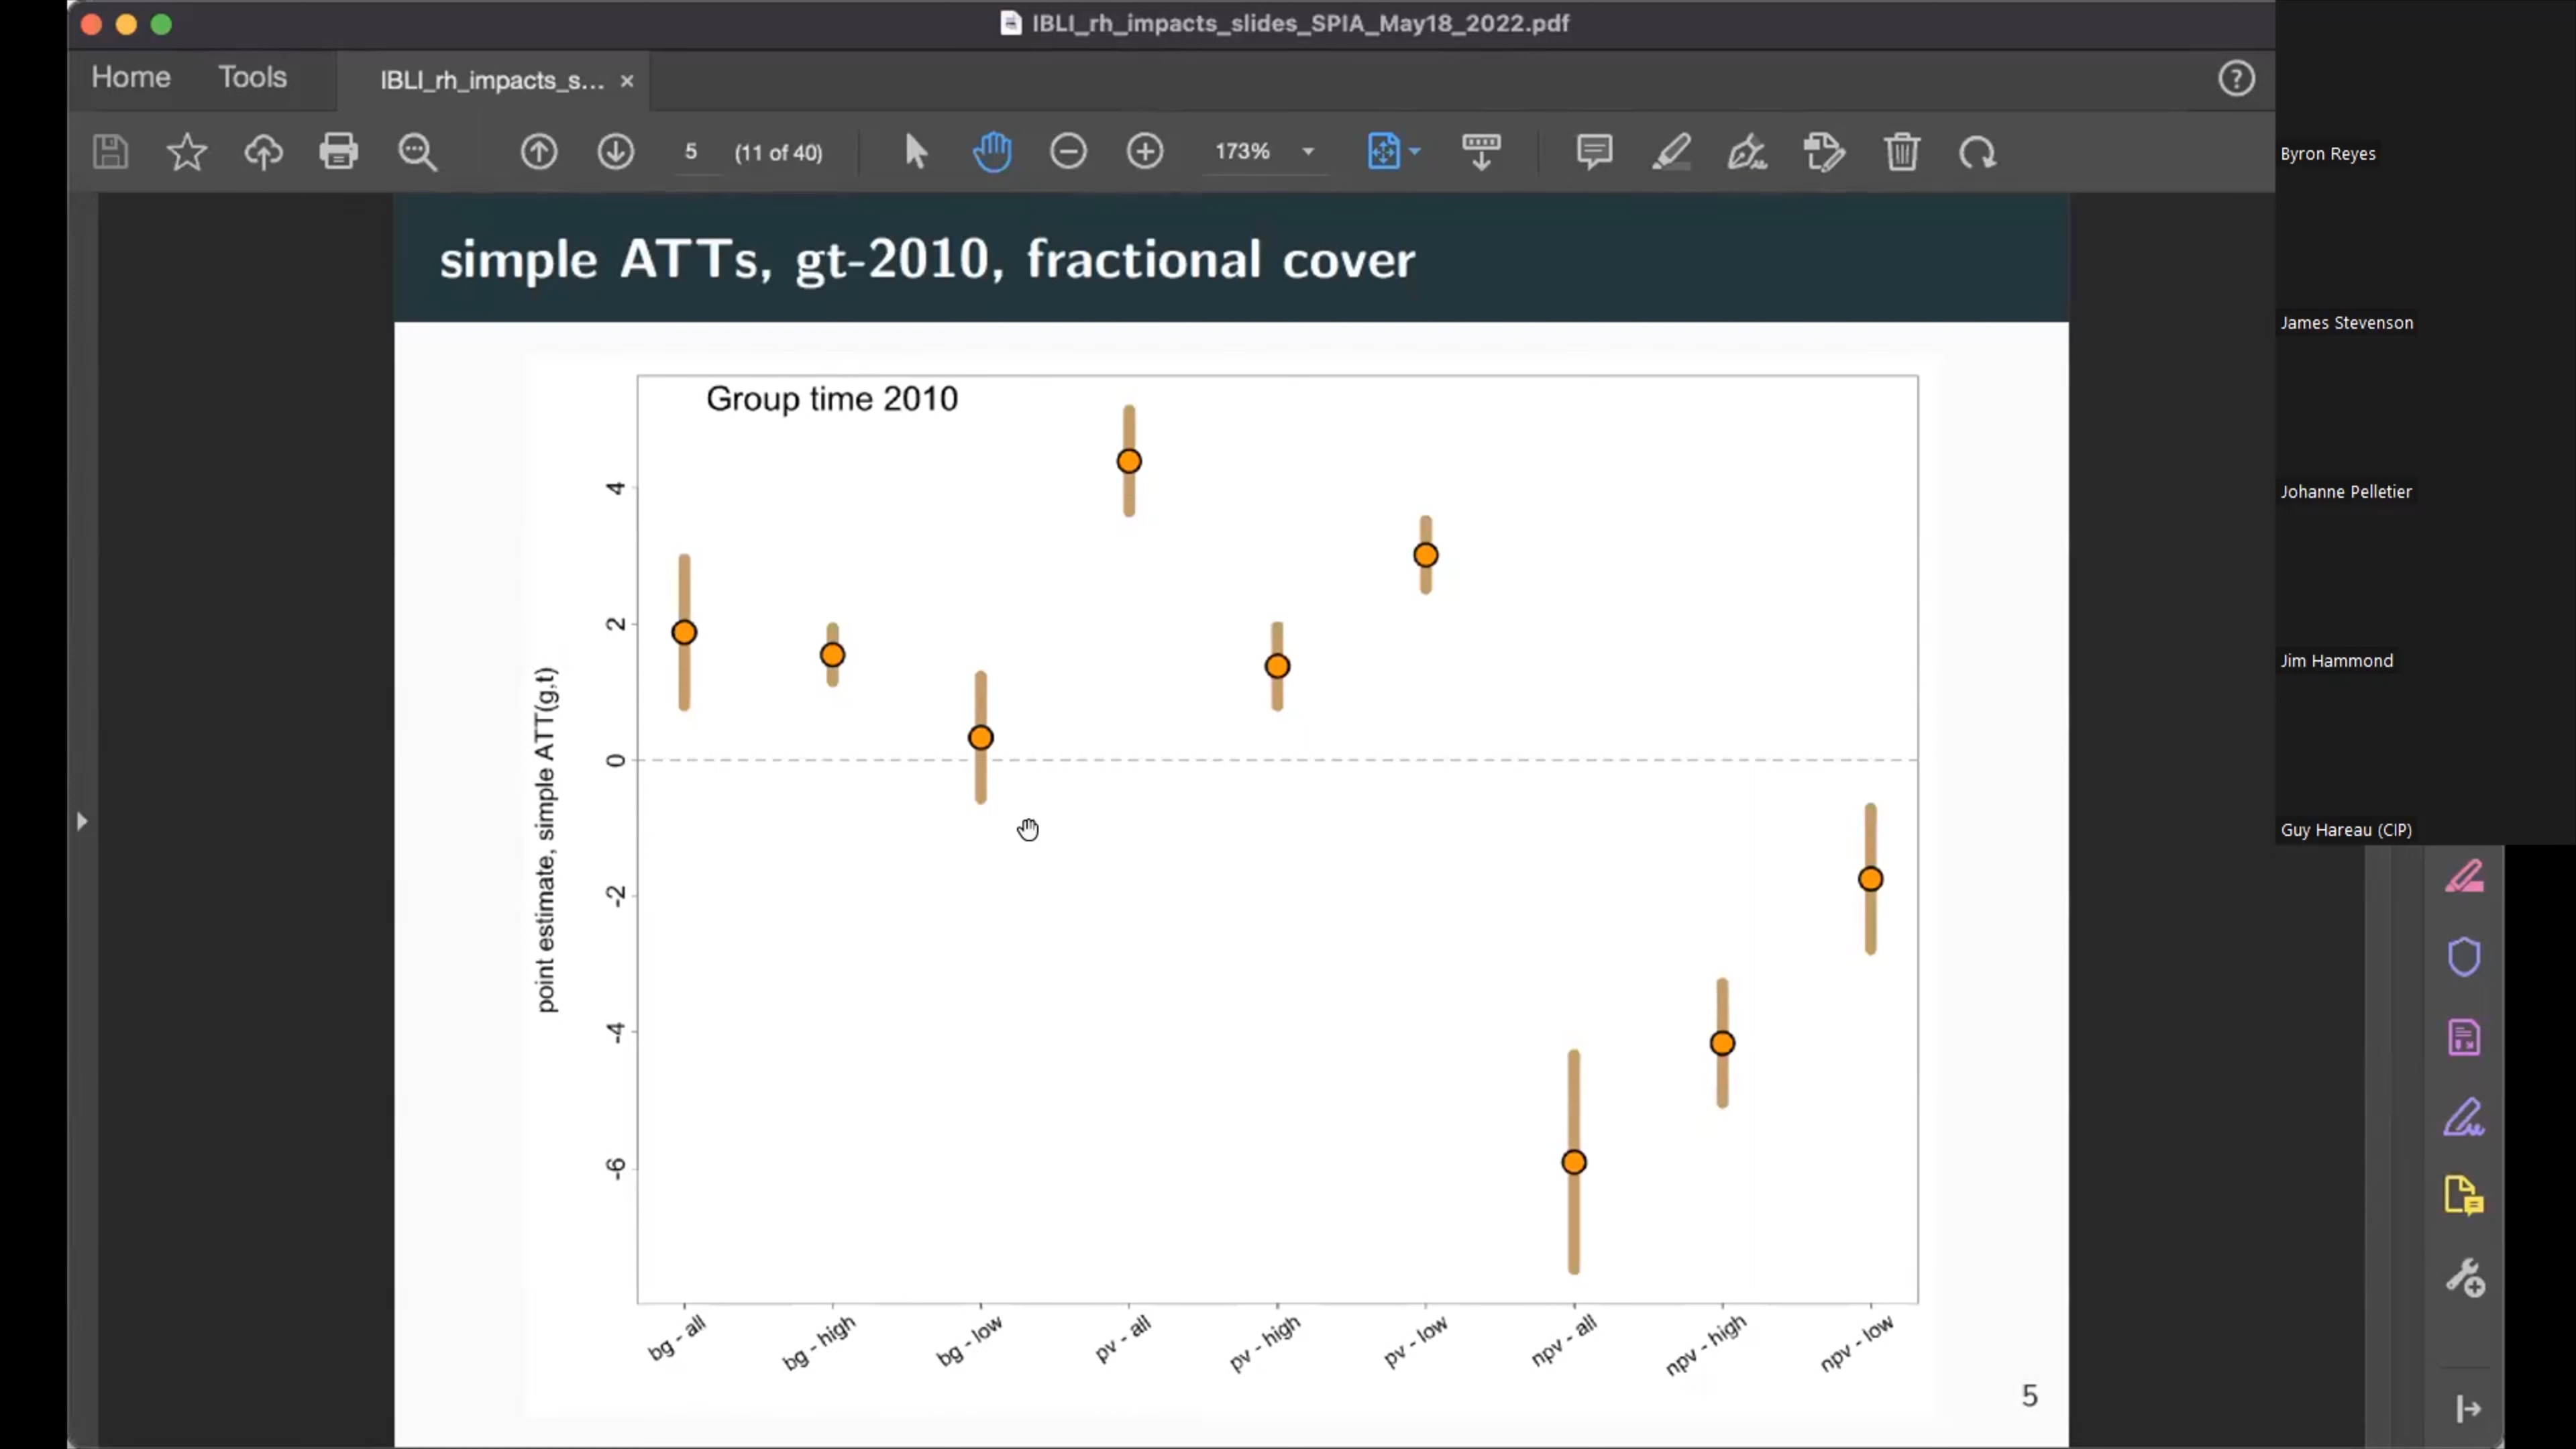 IBLI_rh_impacts_slides_SPIA_May18_2022.pdf
Home
Tools
IBLI_rh_impacts_s... ×
?
5
(11 of 40)
173%
simple ATTs, gt-2010, fractional cover
Group time 2010
point estimate, simple ATT(g,t)
4
2
0
-2
-4
-6
bg - all
bg - high
bg - low
pv - all
pv - high
pv - low
npv - all
npv - high
npv - low
5
Byron Reyes
James Stevenson
Johanne Pelletier
Jim Hammond
Guy Hareau (CIP)